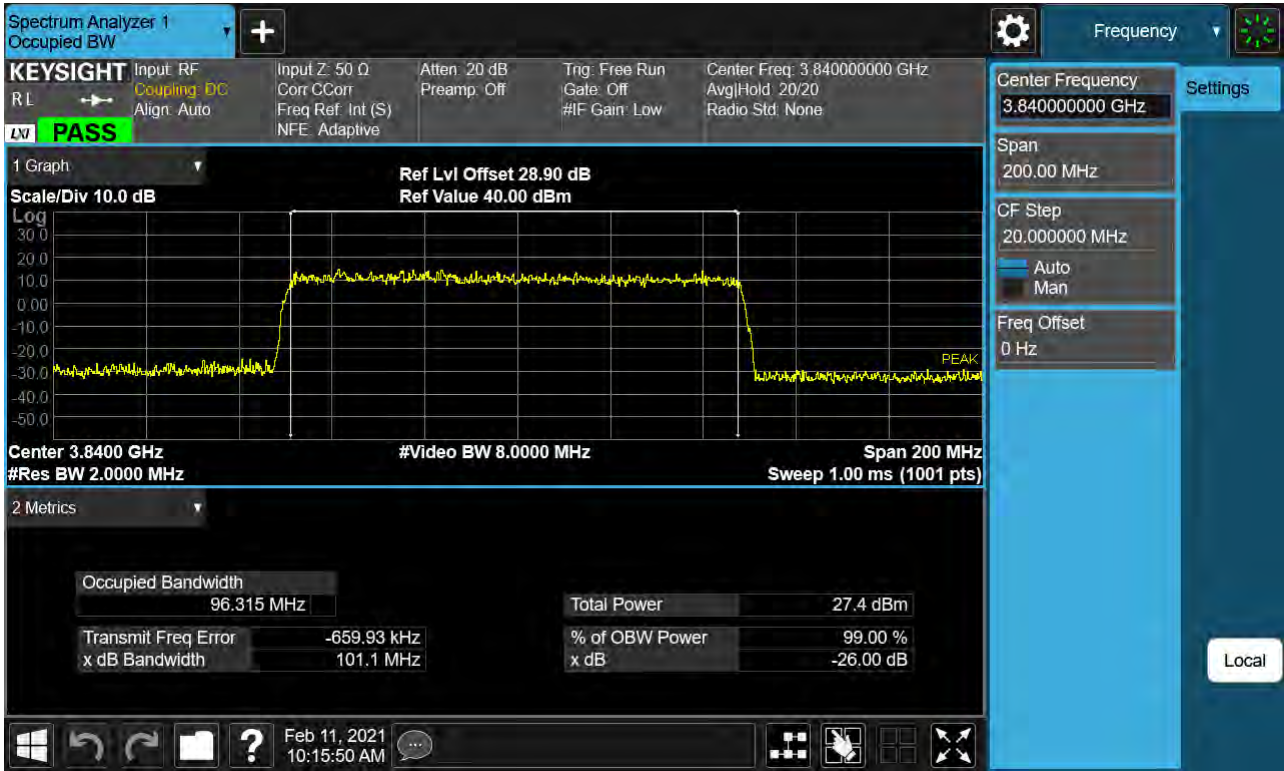 Spectrum Analyzer 1
Occupied BW
Frequency
KEYSIGHT
R L
LXI
PASS
Input: RF
Coupling: DC
Align: Auto
Input Z: 50 Ω
Corr CCorr
Freq Ref: Int (S)
NFE: Adaptive
Atten: 20 dB
Preamp: Off
Trig: Free Run
Gate: Off
#IF Gain: Low
Center Freq: 3.840000000 GHz
Avg|Hold: 20/20
Radio Std: None
Center Frequency
3.840000000 GHz
Settings
Span
200.00 MHz
CF Step
20.000000 MHz
Auto
Man
Freq Offset
0 Hz
Local
1 Graph
Scale/Div 10.0 dB
Ref Lvl Offset 28.90 dB
Ref Value 40.00 dBm
Log
30.0
20.0
10.0
0.00
-10.0
-20.0
-30.0
-40.0
-50.0
PEAK
Center 3.8400 GHz
#Video BW 8.0000 MHz
Span 200 MHz
#Res BW 2.0000 MHz
Sweep 1.00 ms (1001 pts)
2 Metrics
Occupied Bandwidth
96.315 MHz
Total Power 27.4 dBm
Transmit Freq Error -659.93 kHz
% of OBW Power 99.00 %
x dB Bandwidth 101.1 MHz
x dB -26.00 dB
?
Feb 11, 2021
10:15:50 AM